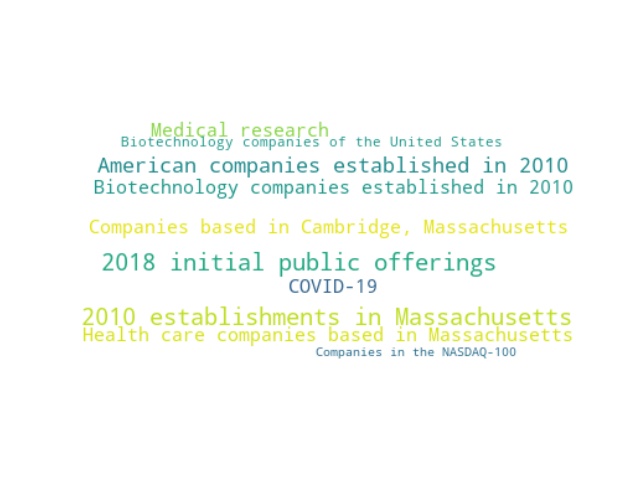 Medical research
Biotechnology companies of the United States
American companies established in 2010
Biotechnology companies established in 2010
Companies based in Cambridge, Massachusetts
2018 initial public offerings
COVID-19
2010 establishments in Massachusetts
Health care companies based in Massachusetts
Companies in the NASDAQ-100